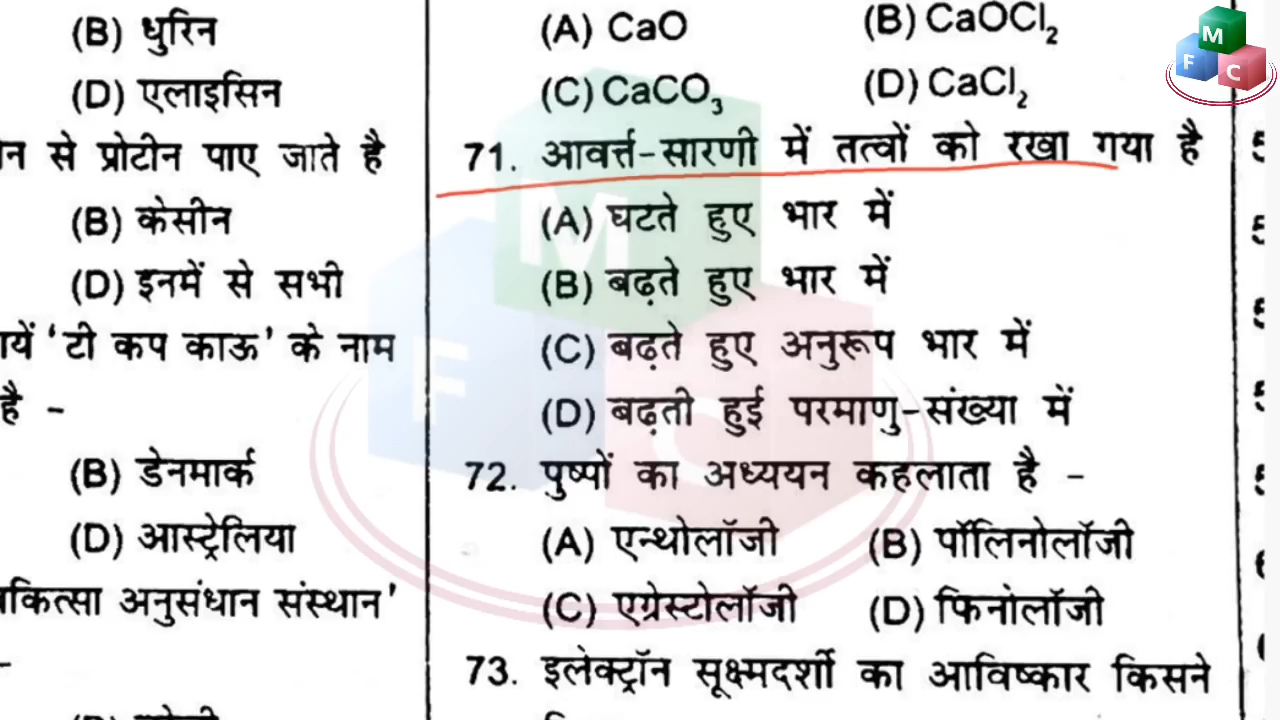 (B) धुरिन
(D) एलाइसिन
न से प्रोटीन पाए जाते है
(B) केसीन
(D) इनमें से सभी
यें 'टी कप काऊ' के नाम
है -
(B) डेनमार्क
(D) आस्ट्रेलिया
कित्सा अनुसंधान संस्थान'
(A) CaO (B) CaOCl₂
(C) CaCO₃ (D) CaCl₂
71. आवर्त्त-सारणी में तत्वों को रखा गया है
(A) घटते हुए भार में
(B) बढ़ते हुए भार में
(C) बढ़ते हुए अनुरूप भार में
(D) बढ़ती हुई परमाणु-संख्या में
72. पुष्पों का अध्ययन कहलाता है -
(A) एन्थोलॉजी (B) पॉलिनोलॉजी
(C) एग्रेस्टोलॉजी (D) फिनोलॉजी
73. इलेक्ट्रॉन सूक्ष्मदर्शी का आविष्कार किसने
M
F C
M
F C